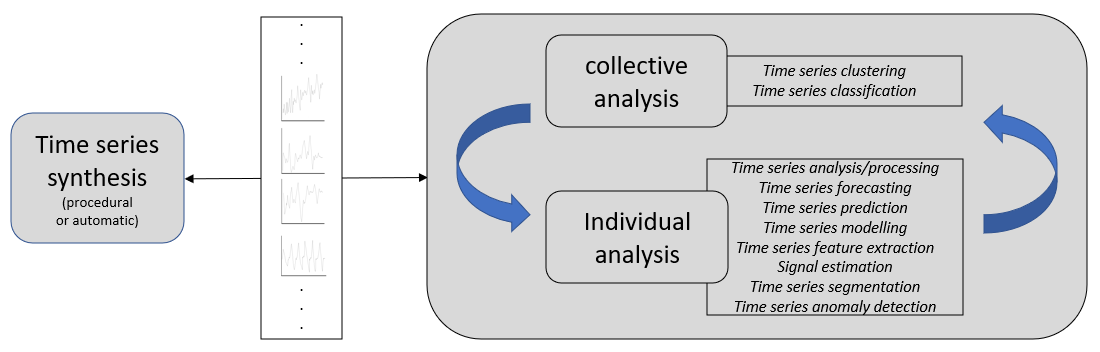 Time series
synthesis
(procedural
or automatic)
collective
analysis
Time series clustering
Time series classification
Individual
analysis
Time series analysis/processing
Time series forecasting
Time series prediction
Time series modelling
Time series feature extraction
Signal estimation
Time series segmentation
Time series anomaly detection